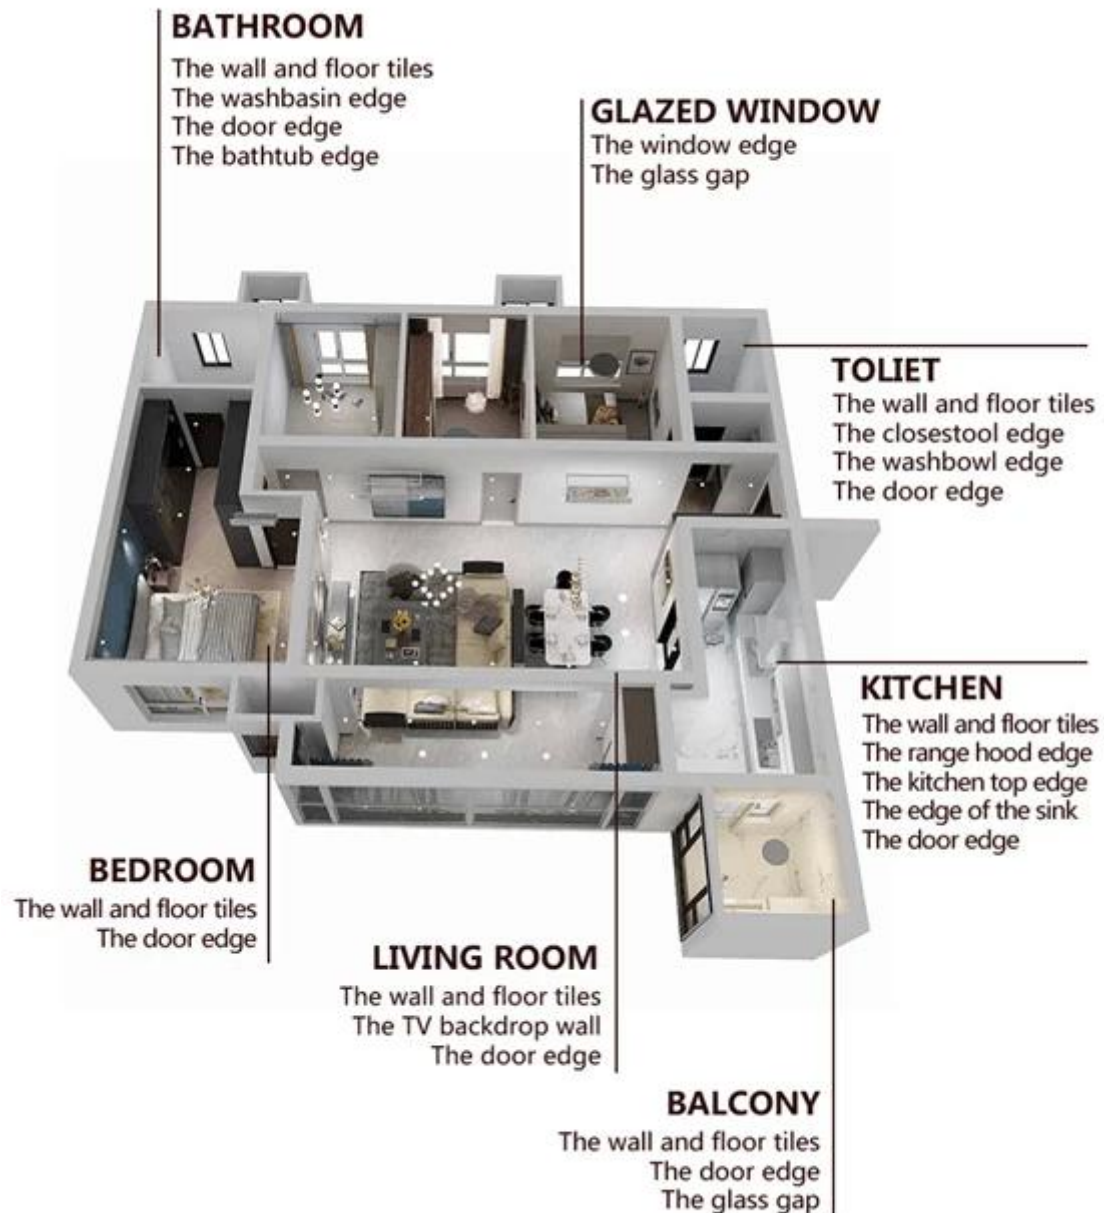 BATHROOM
The wall and floor tiles
The washbasin edge
The door edge
The bathtub edge
GLAZED WINDOW
The window edge
The glass gap
TOLIET
The wall and floor tiles
The closestool edge
The washbowl edge
The door edge
KITCHEN
The wall and floor tiles
The range hood edge
The kitchen top edge
The edge of the sink
The door edge
BEDROOM
The wall and floor tiles
The door edge
LIVING ROOM
The wall and floor tiles
The TV backdrop wall
The door edge
BALCONY
The wall and floor tiles
The door edge
The glass gap